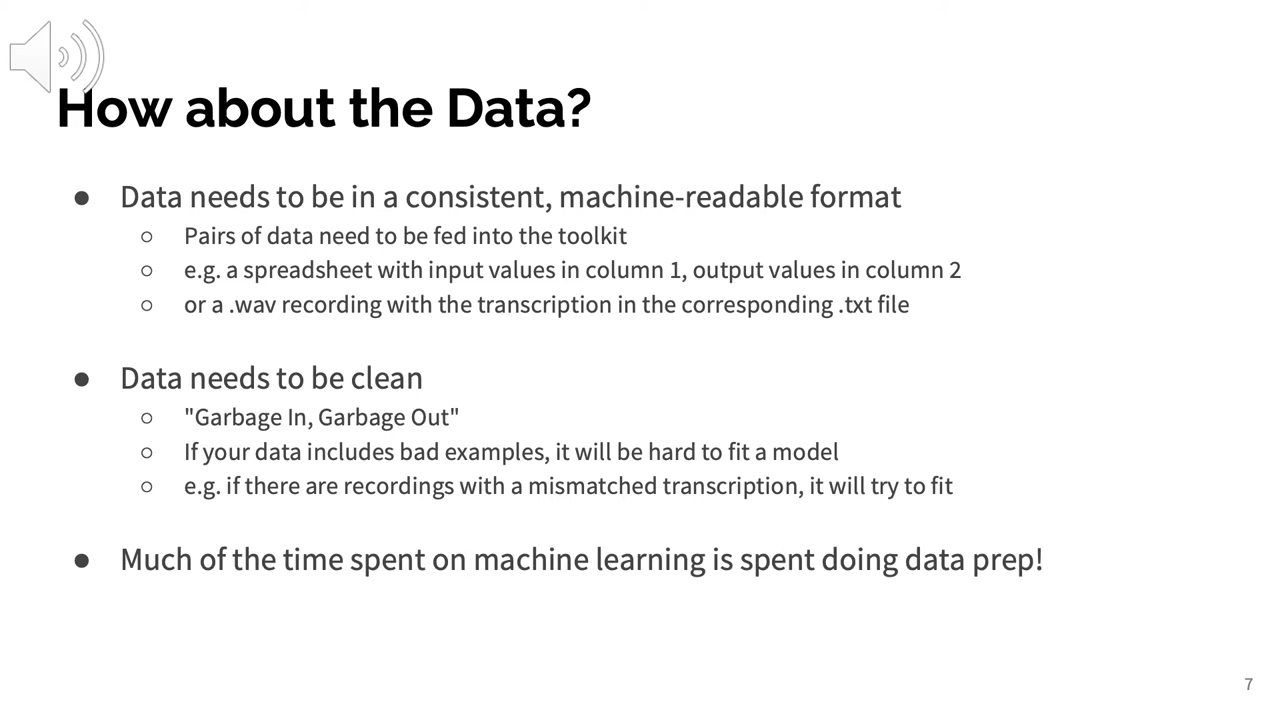 How about the Data?
● Data needs to be in a consistent, machine-readable format
○ Pairs of data need to be fed into the toolkit
○ e.g. a spreadsheet with input values in column 1, output values in column 2
○ or a .wav recording with the transcription in the corresponding .txt file
● Data needs to be clean
○ "Garbage In, Garbage Out"
○ If your data includes bad examples, it will be hard to fit a model
○ e.g. if there are recordings with a mismatched transcription, it will try to fit
● Much of the time spent on machine learning is spent doing data prep!
7